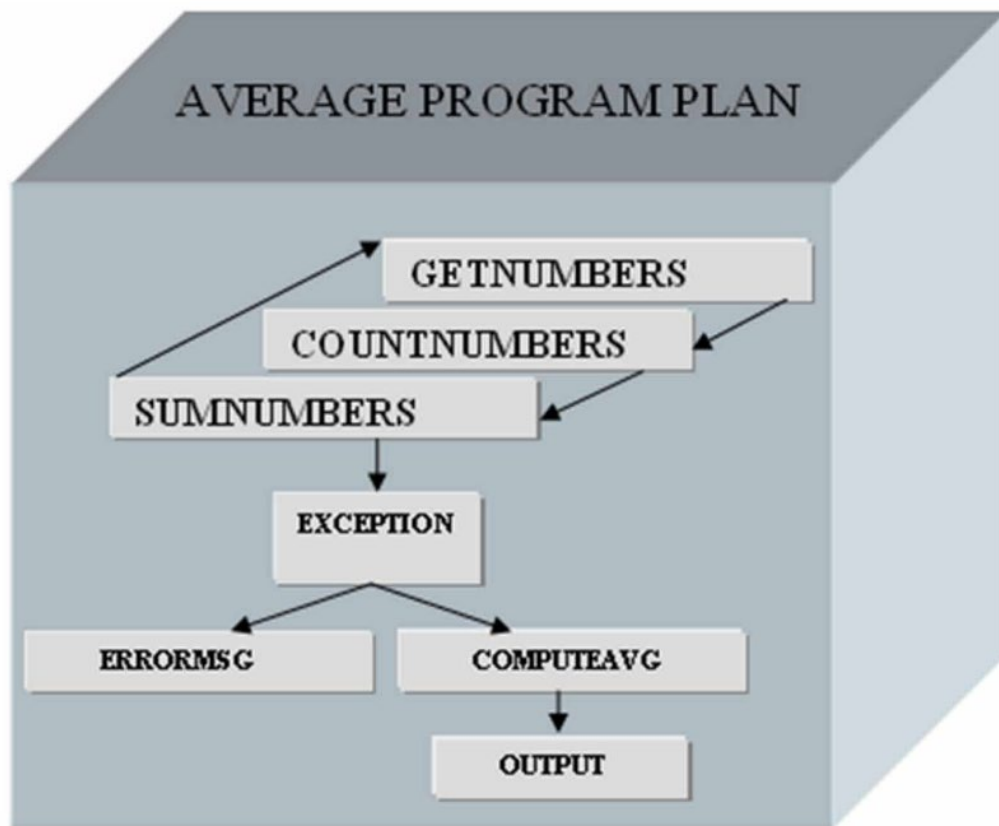 AVERAGE PROGRAM PLAN
GETNUMBERS
COUNTNUMBERS
SUMNUMBERS
EXCEPTION
ERRORMSG
COMPUTEAVG
OUTPUT